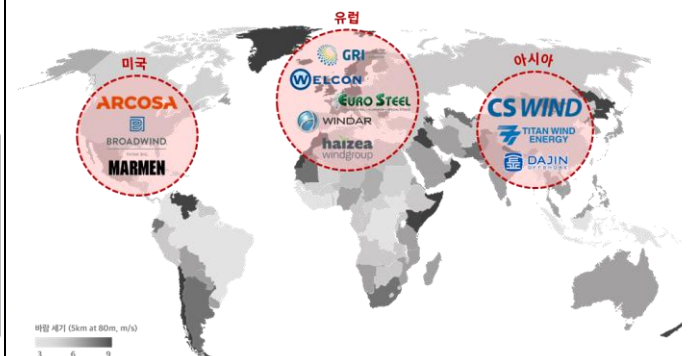 미국
ARCOSA
BROADWIND
MARMEN
유럽
GRI
WELCON
EURO STEEL
WINDAR
haizea
windgroup
아시아
CS WIND
TITAN WIND
ENERGY
DAJIN
OFFSHORE
바람 세기 (5km at 80m, m/s)
3 6 9